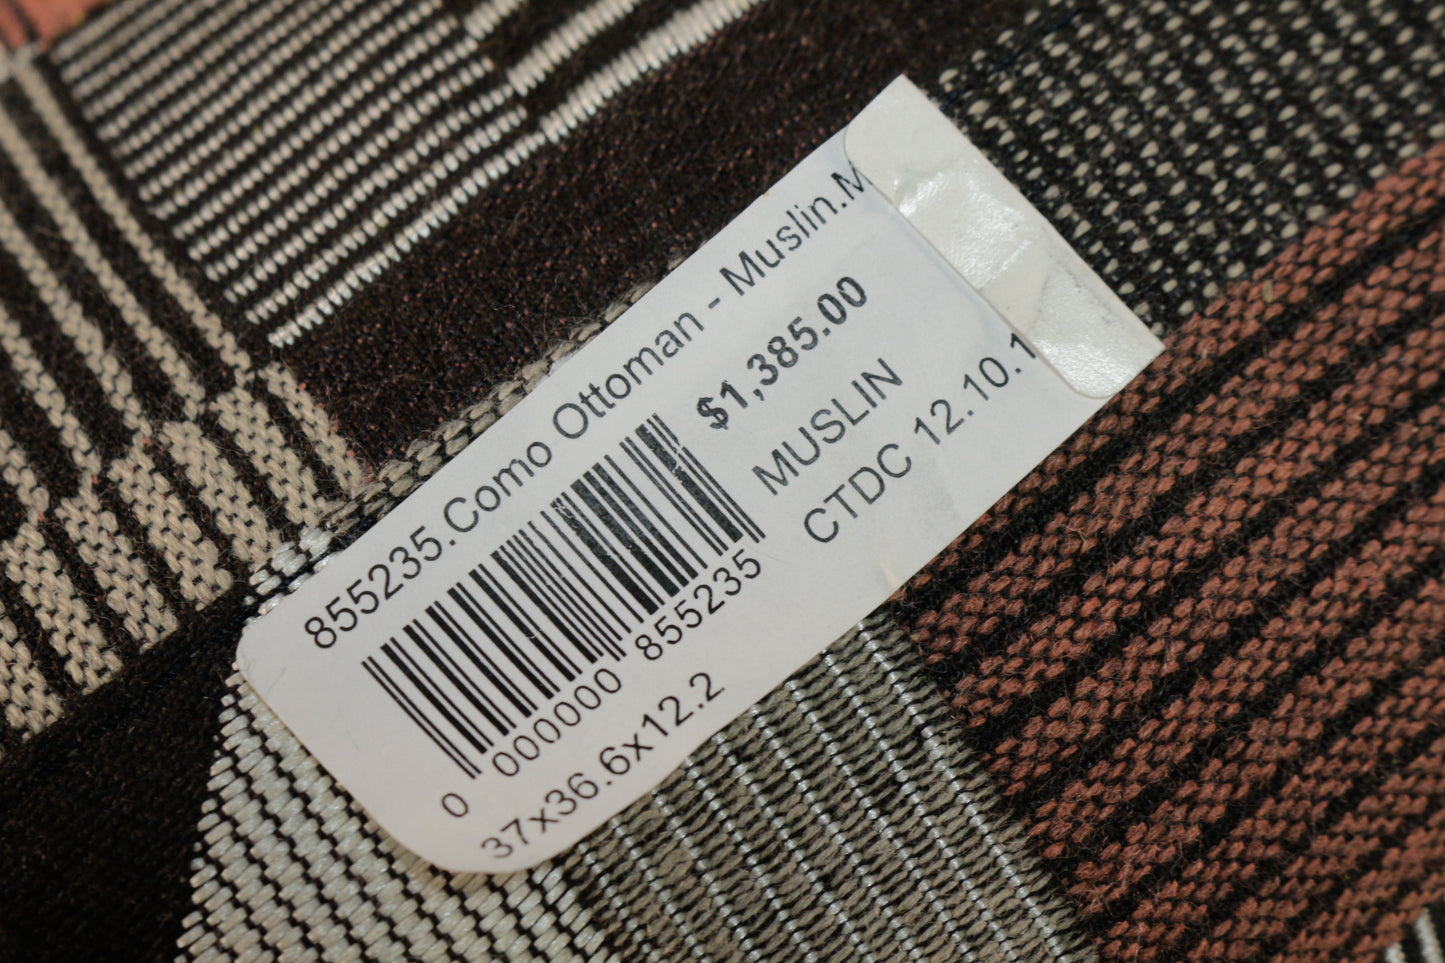 855235.Como Ottoman - Muslin.M
$1,385.00
MUSLIN
CTDC 12.10.1
0 000000 855235
37x36.6x12.2